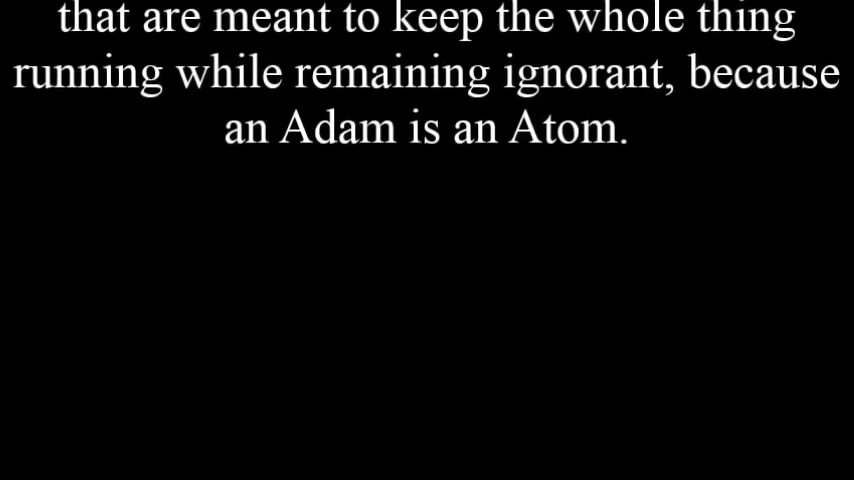 that are meant to keep the whole thing
running while remaining ignorant, because
an Adam is an Atom.